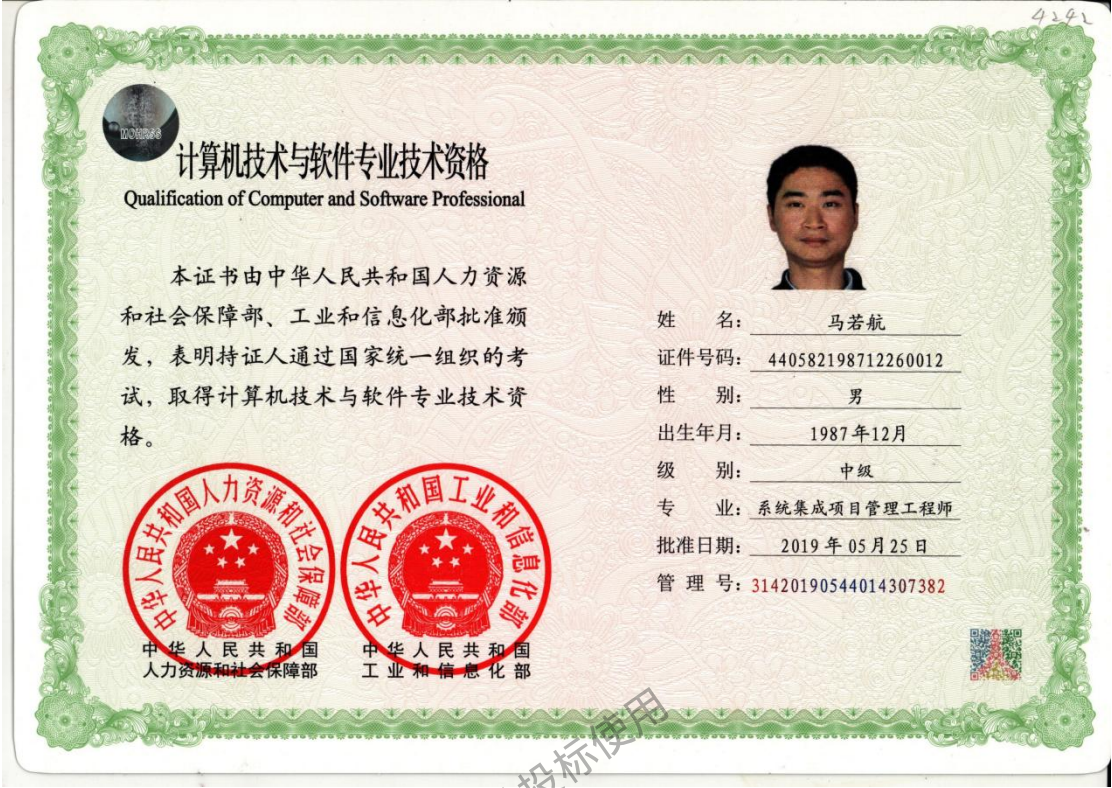 4242
MOHRSS
计算机技术与软件专业技术资格
Qualification of Computer and Software Professional
本证书由中华人民共和国人力资源
和社会保障部、工业和信息化部批准颁
发，表明持证人通过国家统一组织的考
试，取得计算机技术与软件专业技术资
格。
中华人民共和国人力资源和社会保障部
中华人民共和国工业和信息化部
中华人民共和国
人力资源和社会保障部
中华人民共和国
工业和信息化部
姓 名： 马若航
证件号码： 440582198712260012
性 别： 男
出生年月： 1987年12月
级 别： 中级
专 业： 系统集成项目管理工程师
批准日期： 2019年05月25日
管 理 号： 31420190544014307382
投标使用